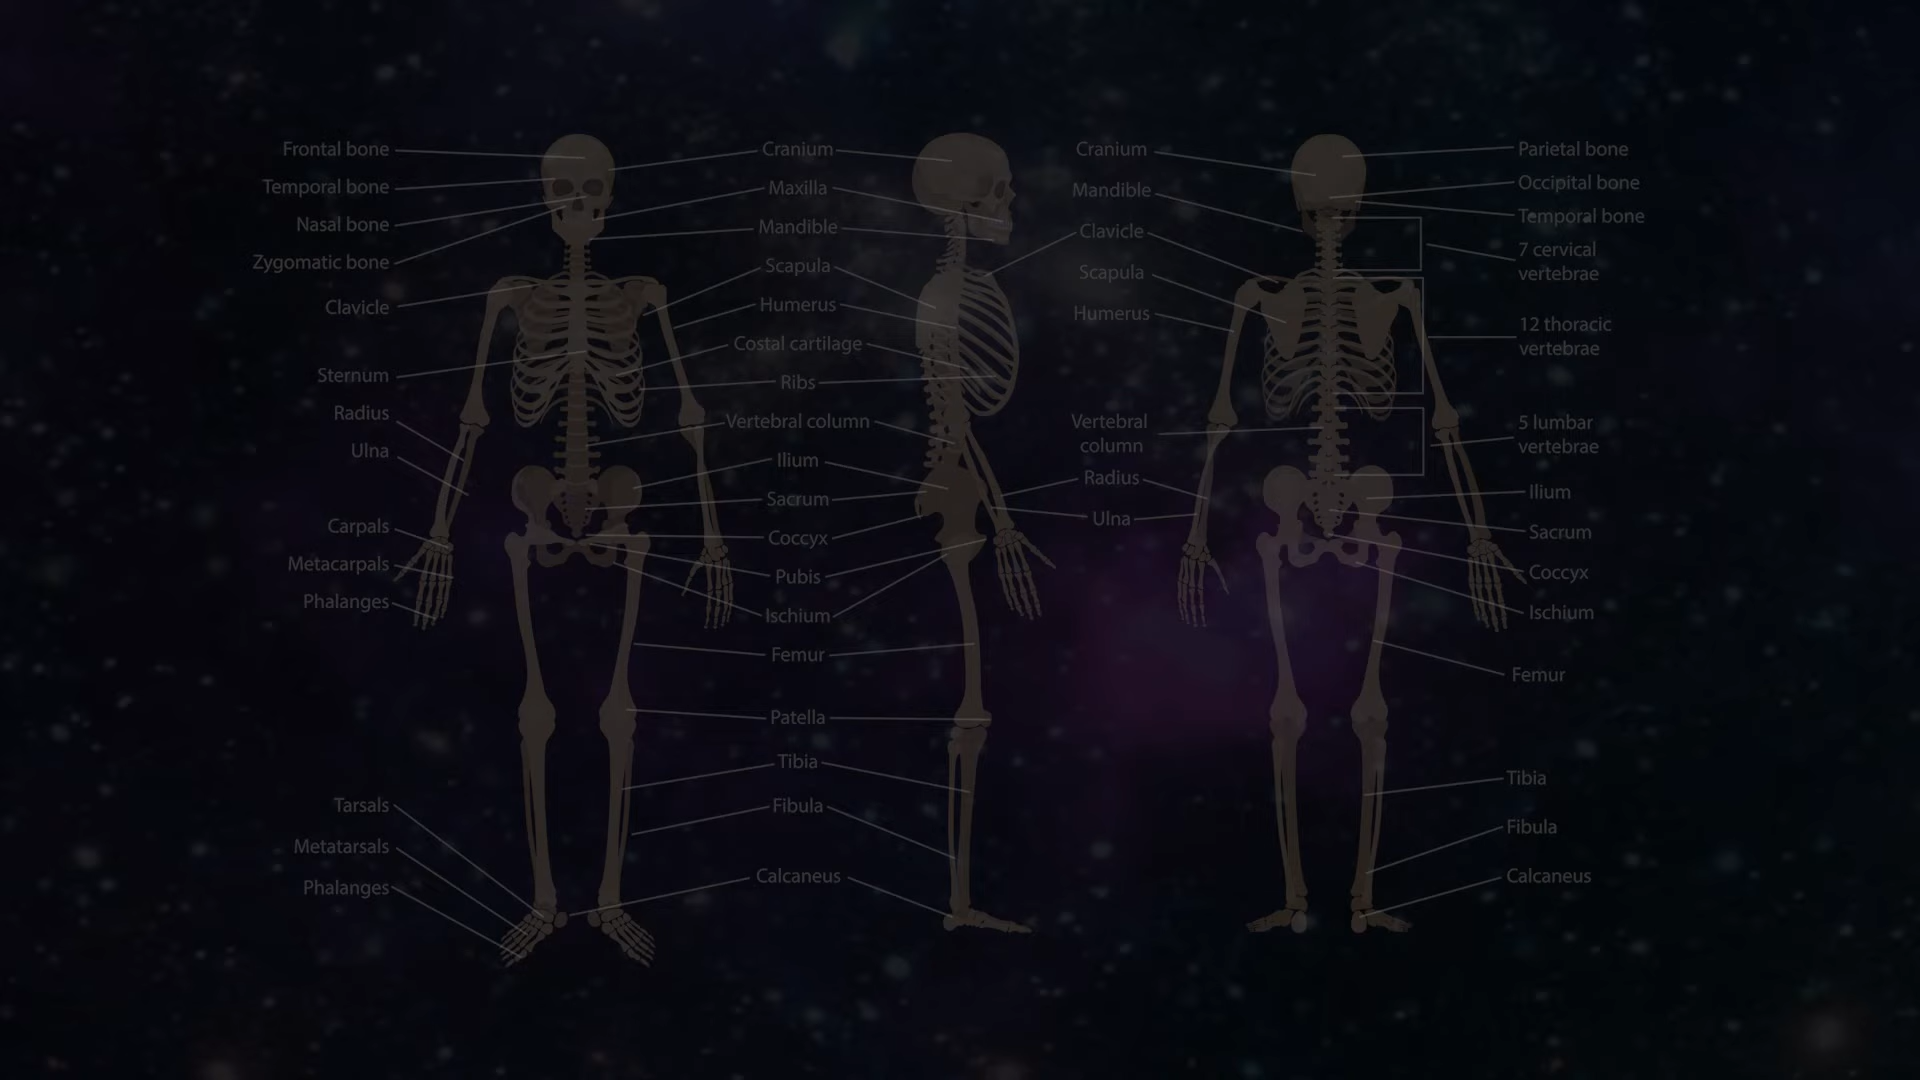 Frontal bone
Temporal bone
Nasal bone
Zygomatic bone
Clavicle
Sternum
Radius
Ulna
Carpals
Metacarpals
Phalanges
Tarsals
Metatarsals
Phalanges
Cranium
Maxilla
Mandible
Scapula
Humerus
Costal cartilage
Ribs
Vertebral column
Ilium
Sacrum
Coccyx
Pubis
Ischium
Femur
Patella
Tibia
Fibula
Calcaneus
Cranium
Mandible
Clavicle
Scapula
Humerus
Vertebral
column
Radius
Ulna
Parietal bone
Occipital bone
Temporal bone
7 cervical
vertebrae
12 thoracic
vertebrae
5 lumbar
vertebrae
Ilium
Sacrum
Coccyx
Ischium
Femur
Tibia
Fibula
Calcaneus